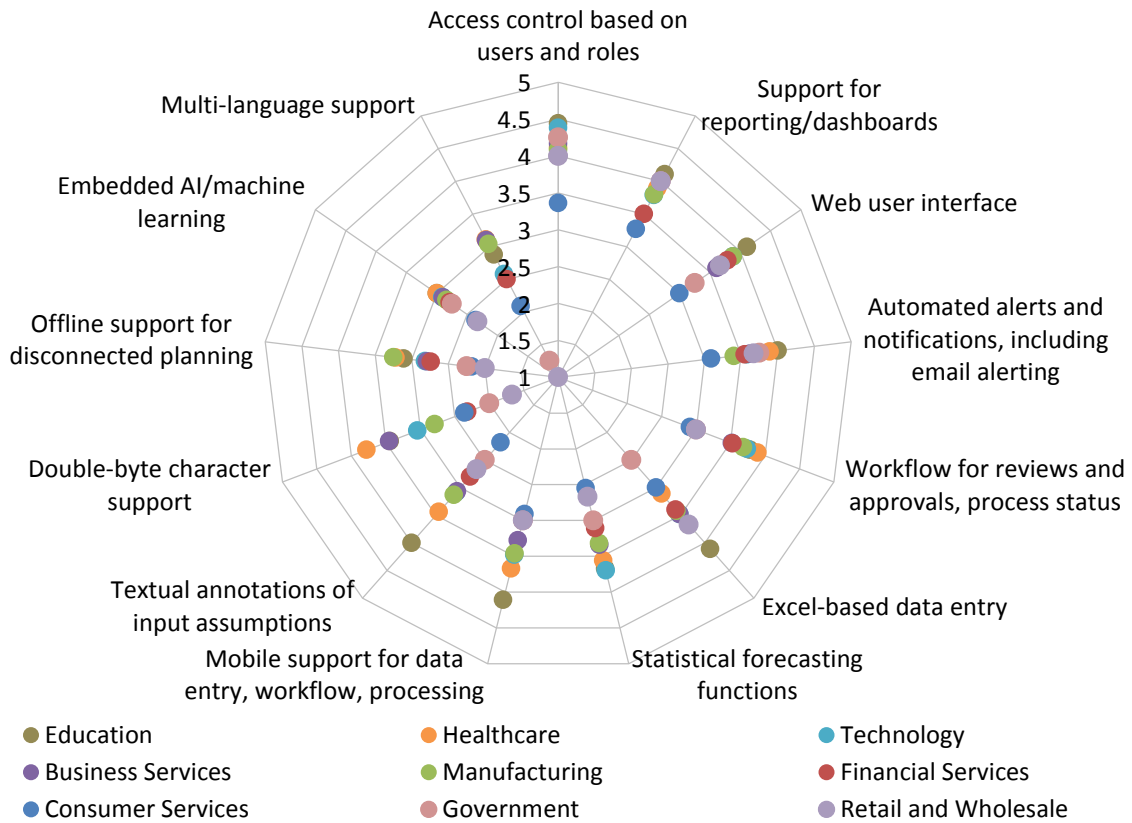 Access control based on
users and roles
Support for
reporting/dashboards
Web user interface
Automated alerts and
notifications, including
email alerting
Workflow for reviews and
approvals, process status
Excel-based data entry
Statistical forecasting
functions
Mobile support for data
entry, workflow, processing
Textual annotations of
input assumptions
Double-byte character
support
Offline support for
disconnected planning
Embedded AI/machine
learning
Multi-language support
5
4.5
4
3.5
3
2.5
2
1.5
1
Education
Healthcare
Technology
Business Services
Manufacturing
Financial Services
Consumer Services
Government
Retail and Wholesale